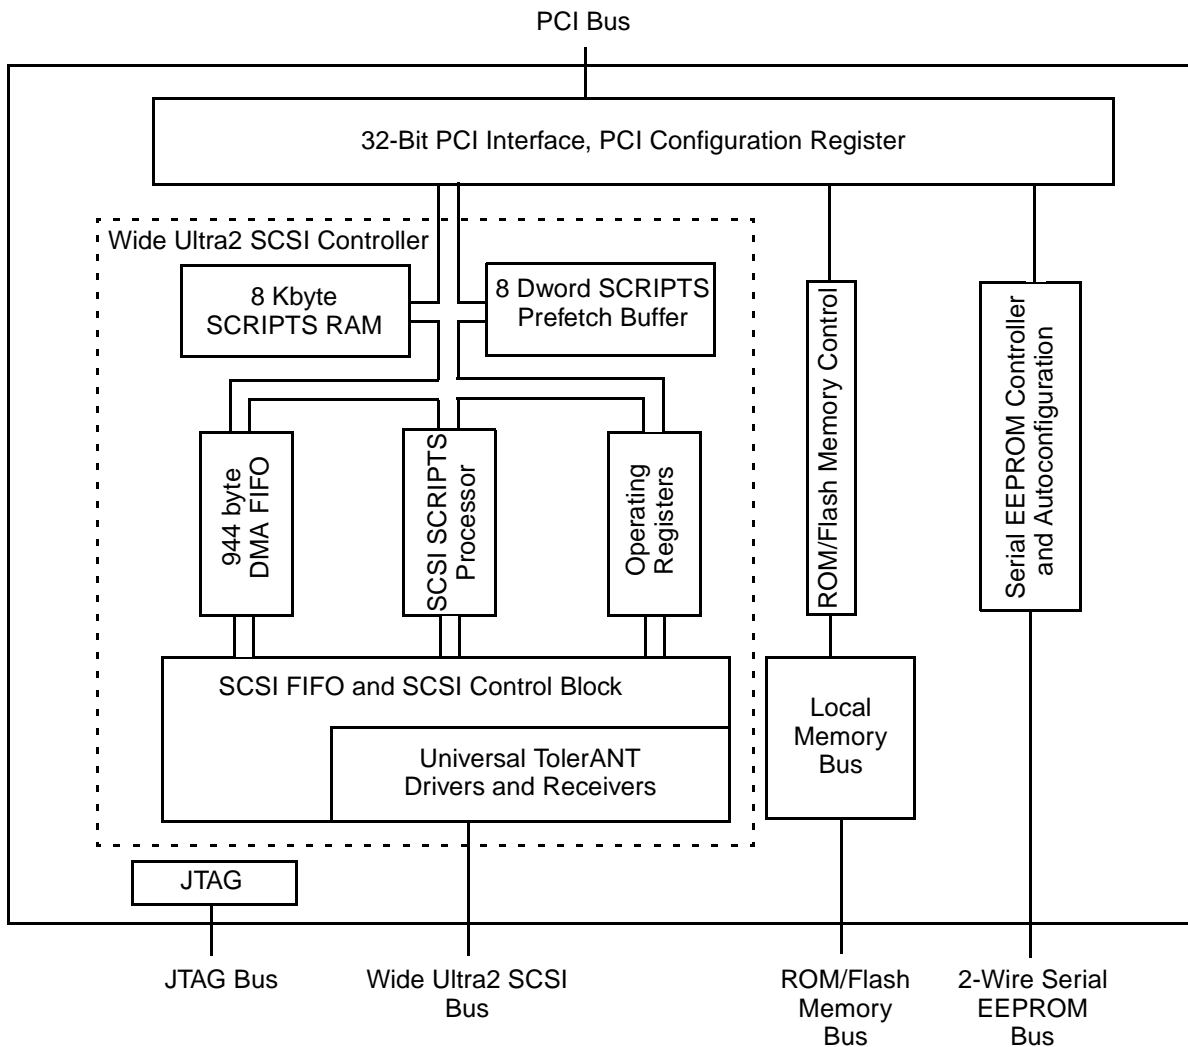 PCI Bus
32-Bit PCI Interface, PCI Configuration Register
Wide Ultra2 SCSI Controller
8 Kbyte
SCRIPTS RAM
8 Dword SCRIPTS
Prefetch Buffer
944 byte
DMA FIFO
SCSI SCRIPTS
Processor
Operating
Registers
ROM/Flash Memory Control
Serial EEPROM Controller
and Autoconfiguration
SCSI FIFO and SCSI Control Block
Universal TolerANT
Drivers and Receivers
Local
Memory
Bus
JTAG
JTAG Bus
Wide Ultra2 SCSI
Bus
ROM/Flash
Memory
Bus
2-Wire Serial
EEPROM
Bus